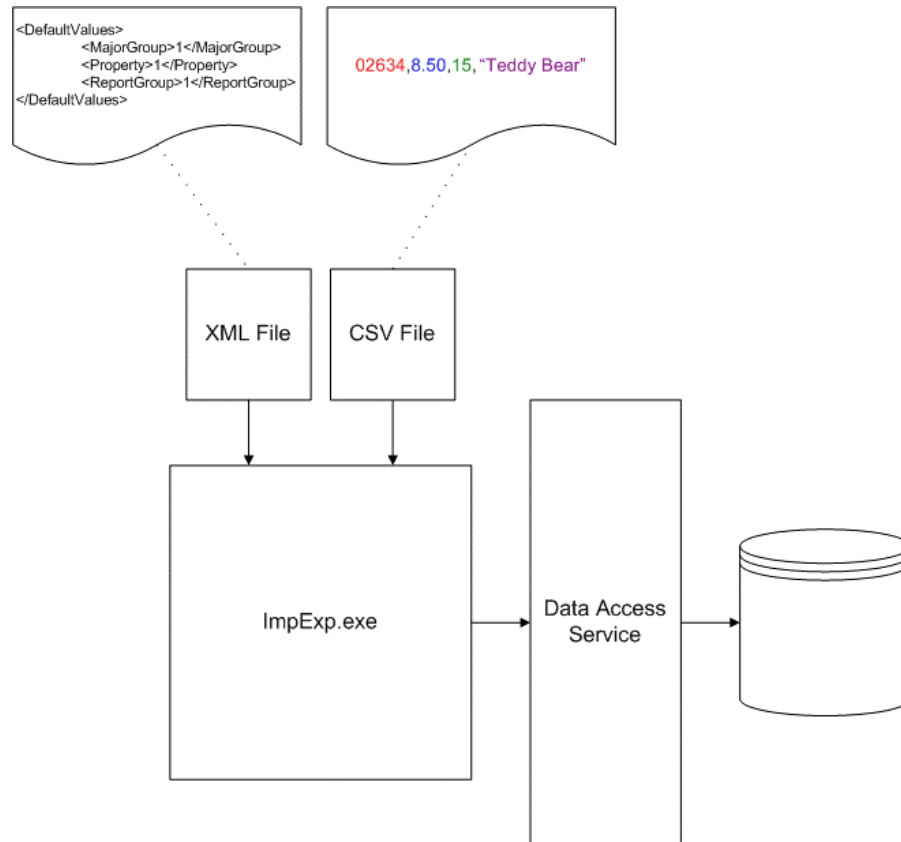 <DefaultValues>
<MajorGroup>1</MajorGroup>
<Property>1</Property>
<ReportGroup>1</ReportGroup>
</DefaultValues>
02634,8.50,15, “Teddy Bear”
XML File
CSV File
ImpExp.exe
Data Access
Service